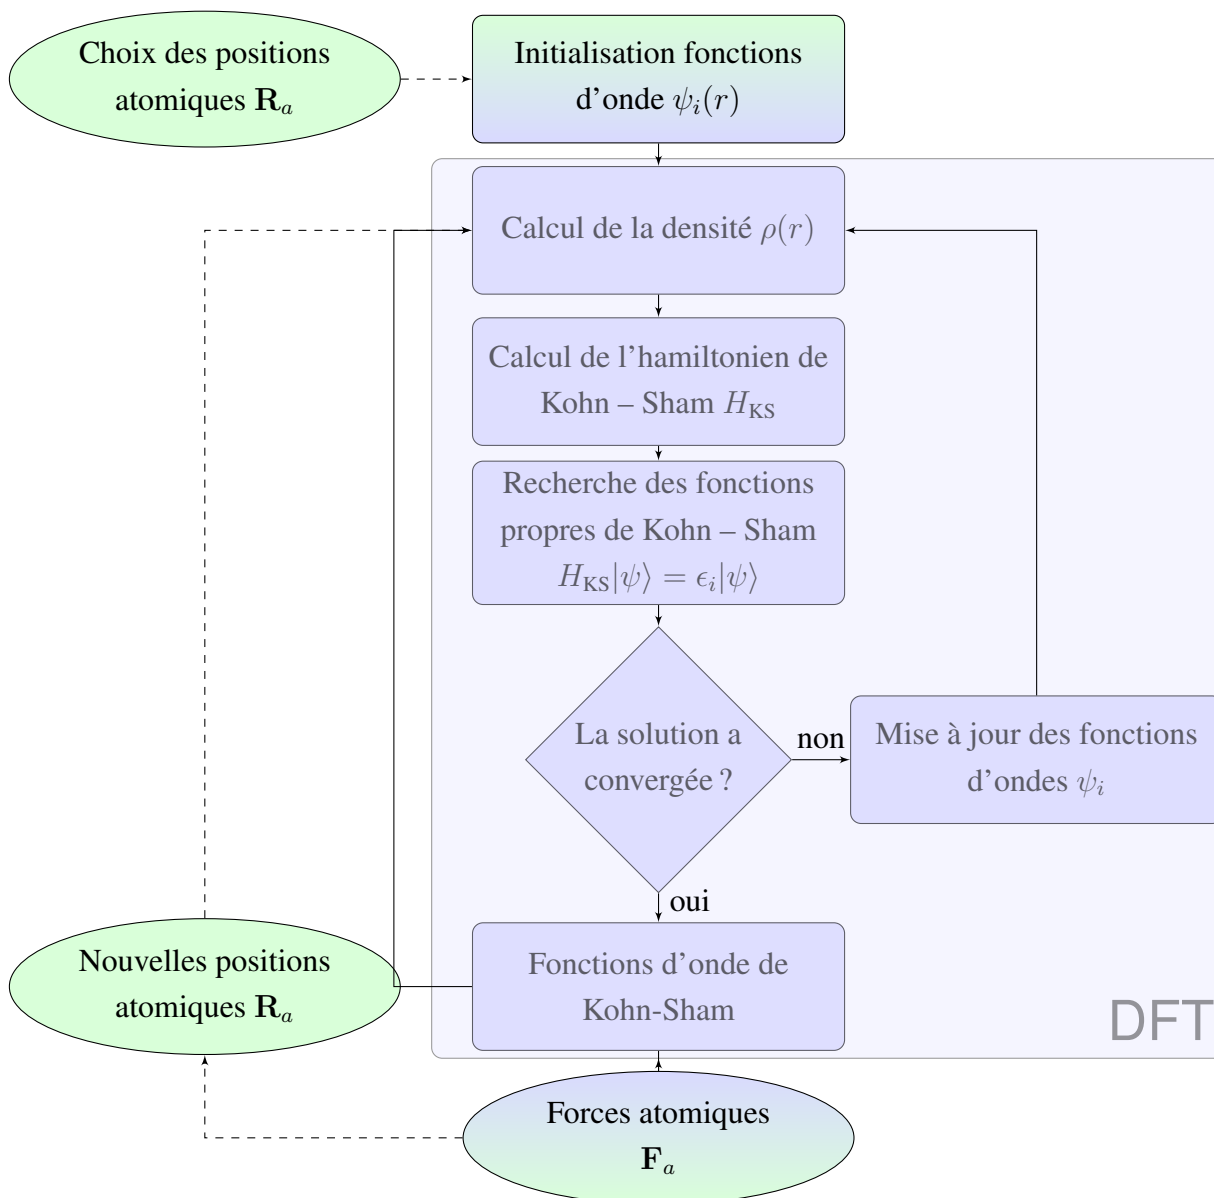 Choix des positions
atomiques R_a
Initialisation fonctions
d'onde ψ_i(r)
Calcul de la densité ρ(r)
Calcul de l'hamiltonien de
Kohn – Sham H_KS
Recherche des fonctions
propres de Kohn – Sham
H_KS|ψ⟩ = ϵ_i|ψ⟩
La solution a
convergée ?
non
Mise à jour des fonctions
d'ondes ψ_i
oui
Nouvelles positions
atomiques R_a
Fonctions d'onde de
Kohn-Sham
DFT
Forces atomiques
F_a